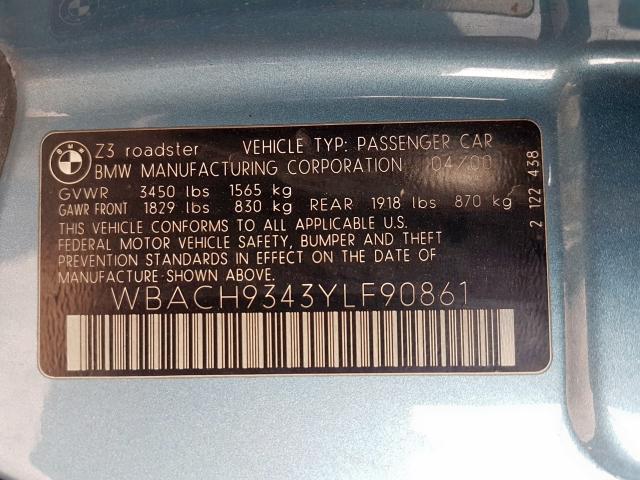 BMW
Z3 roadster VEHICLE TYP: PASSENGER CAR
BMW MANUFACTURING CORPORATION 04/00
GVWR 3450 lbs 1565 kg
GAWR FRONT 1829 lbs 830 kg REAR 1918 lbs 870 kg
THIS VEHICLE CONFORMS TO ALL APPLICABLE U.S.
FEDERAL MOTOR VEHICLE SAFETY, BUMPER AND THEFT
PREVENTION STANDARDS IN EFFECT ON THE DATE OF
MANUFACTURE-SHOWN ABOVE.
WBACH9343YLF90861
2 122 438